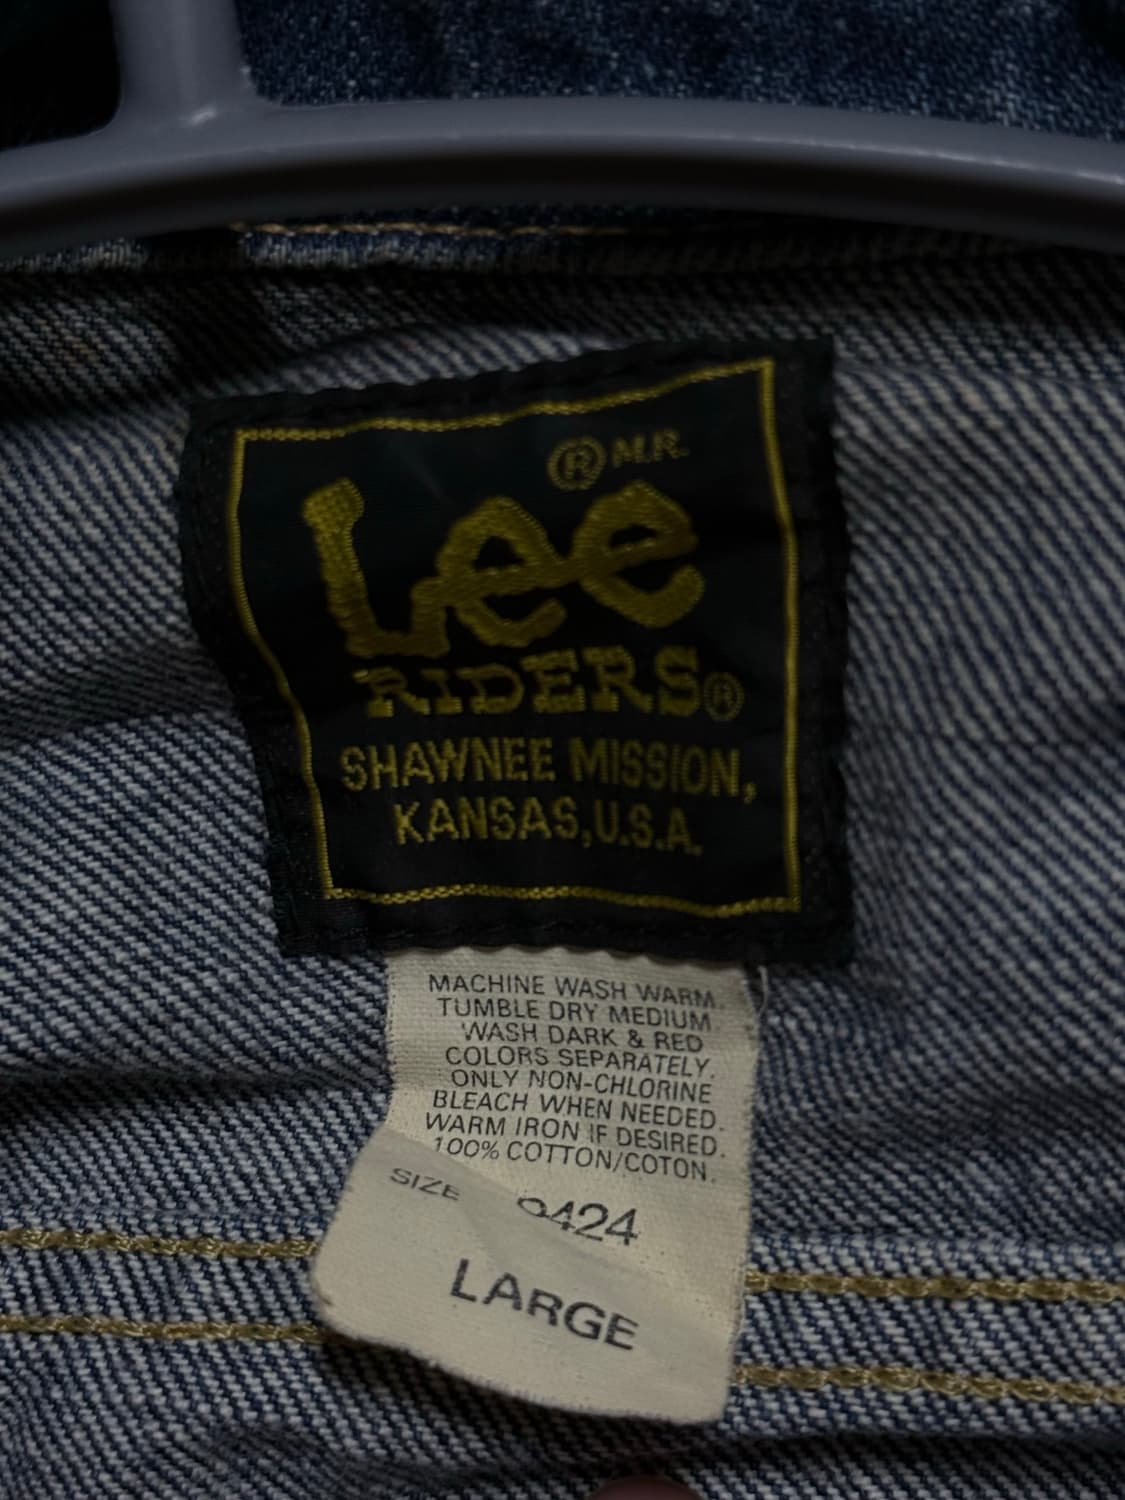 ® M.R.
Lee
RIDERS®
SHAWNEE MISSION,
KANSAS, U.S.A.
MACHINE WASH WARM.
TUMBLE DRY MEDIUM
WASH DARK & RED
COLORS SEPARATELY.
ONLY NON-CHLORINE
BLEACH WHEN NEEDED.
WARM IRON IF DESIRED.
100% COTTON/COTON.
SIZE
LARGE